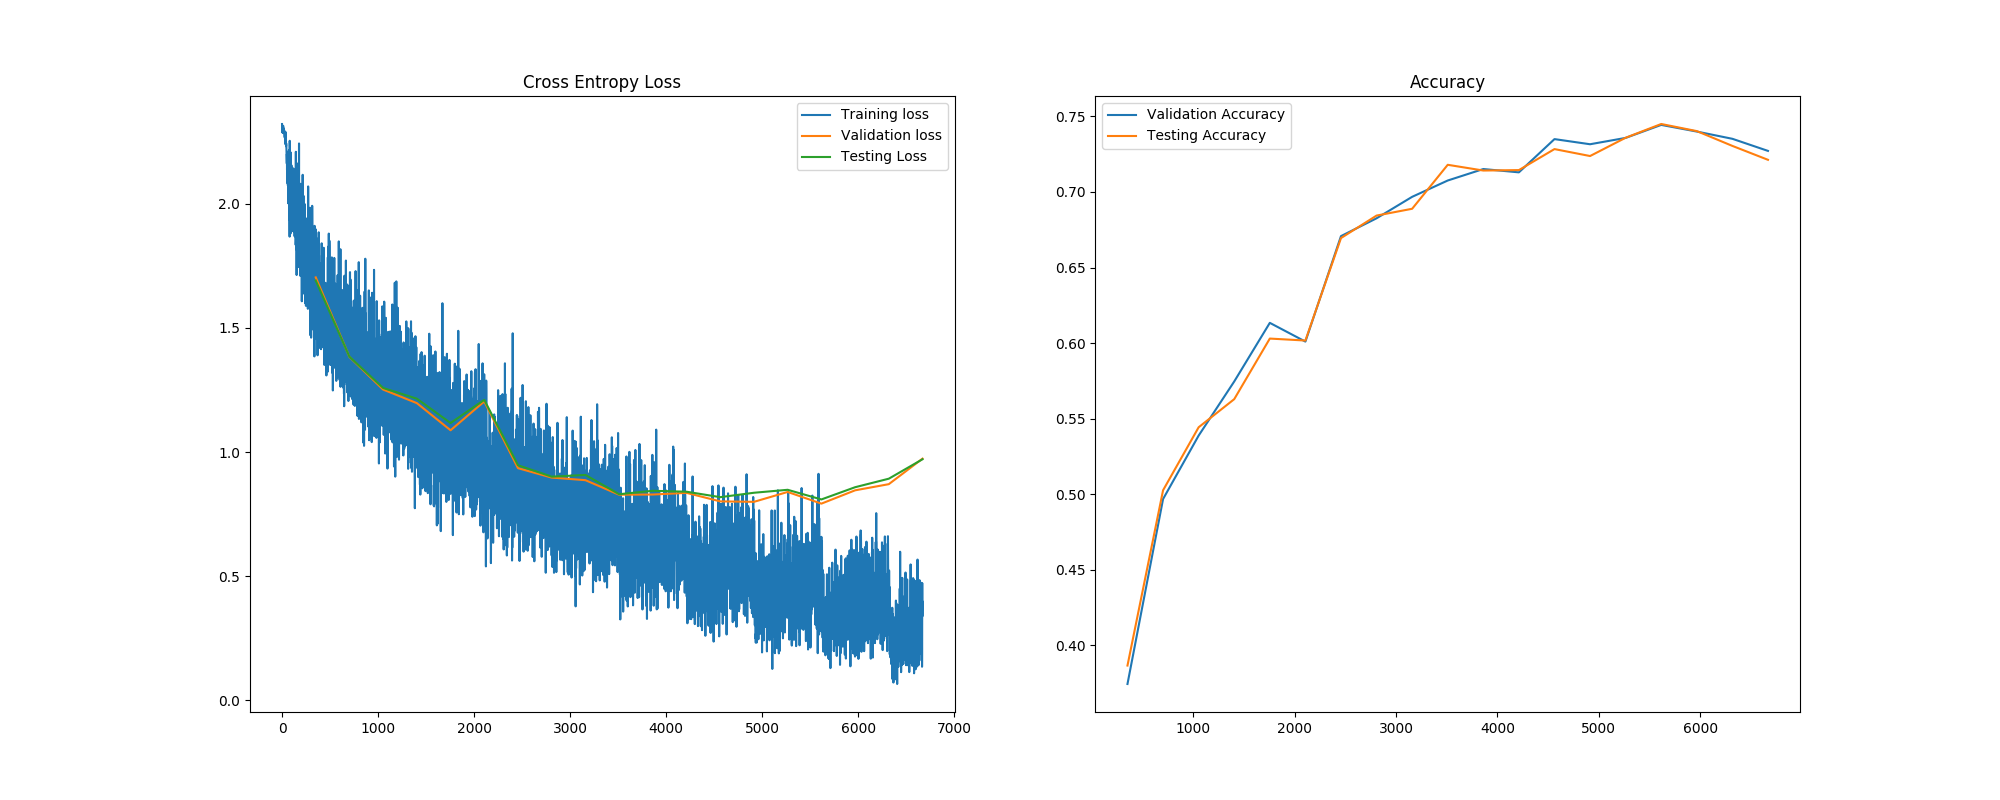 Cross Entropy Loss
Training loss
Validation loss
Testing Loss
2.0
1.5
1.0
0.5
0.0
0 1000 2000 3000 4000 5000 6000 7000
Accuracy
Validation Accuracy
Testing Accuracy
0.75
0.70
0.65
0.60
0.55
0.50
0.45
0.40
1000 2000 3000 4000 5000 6000